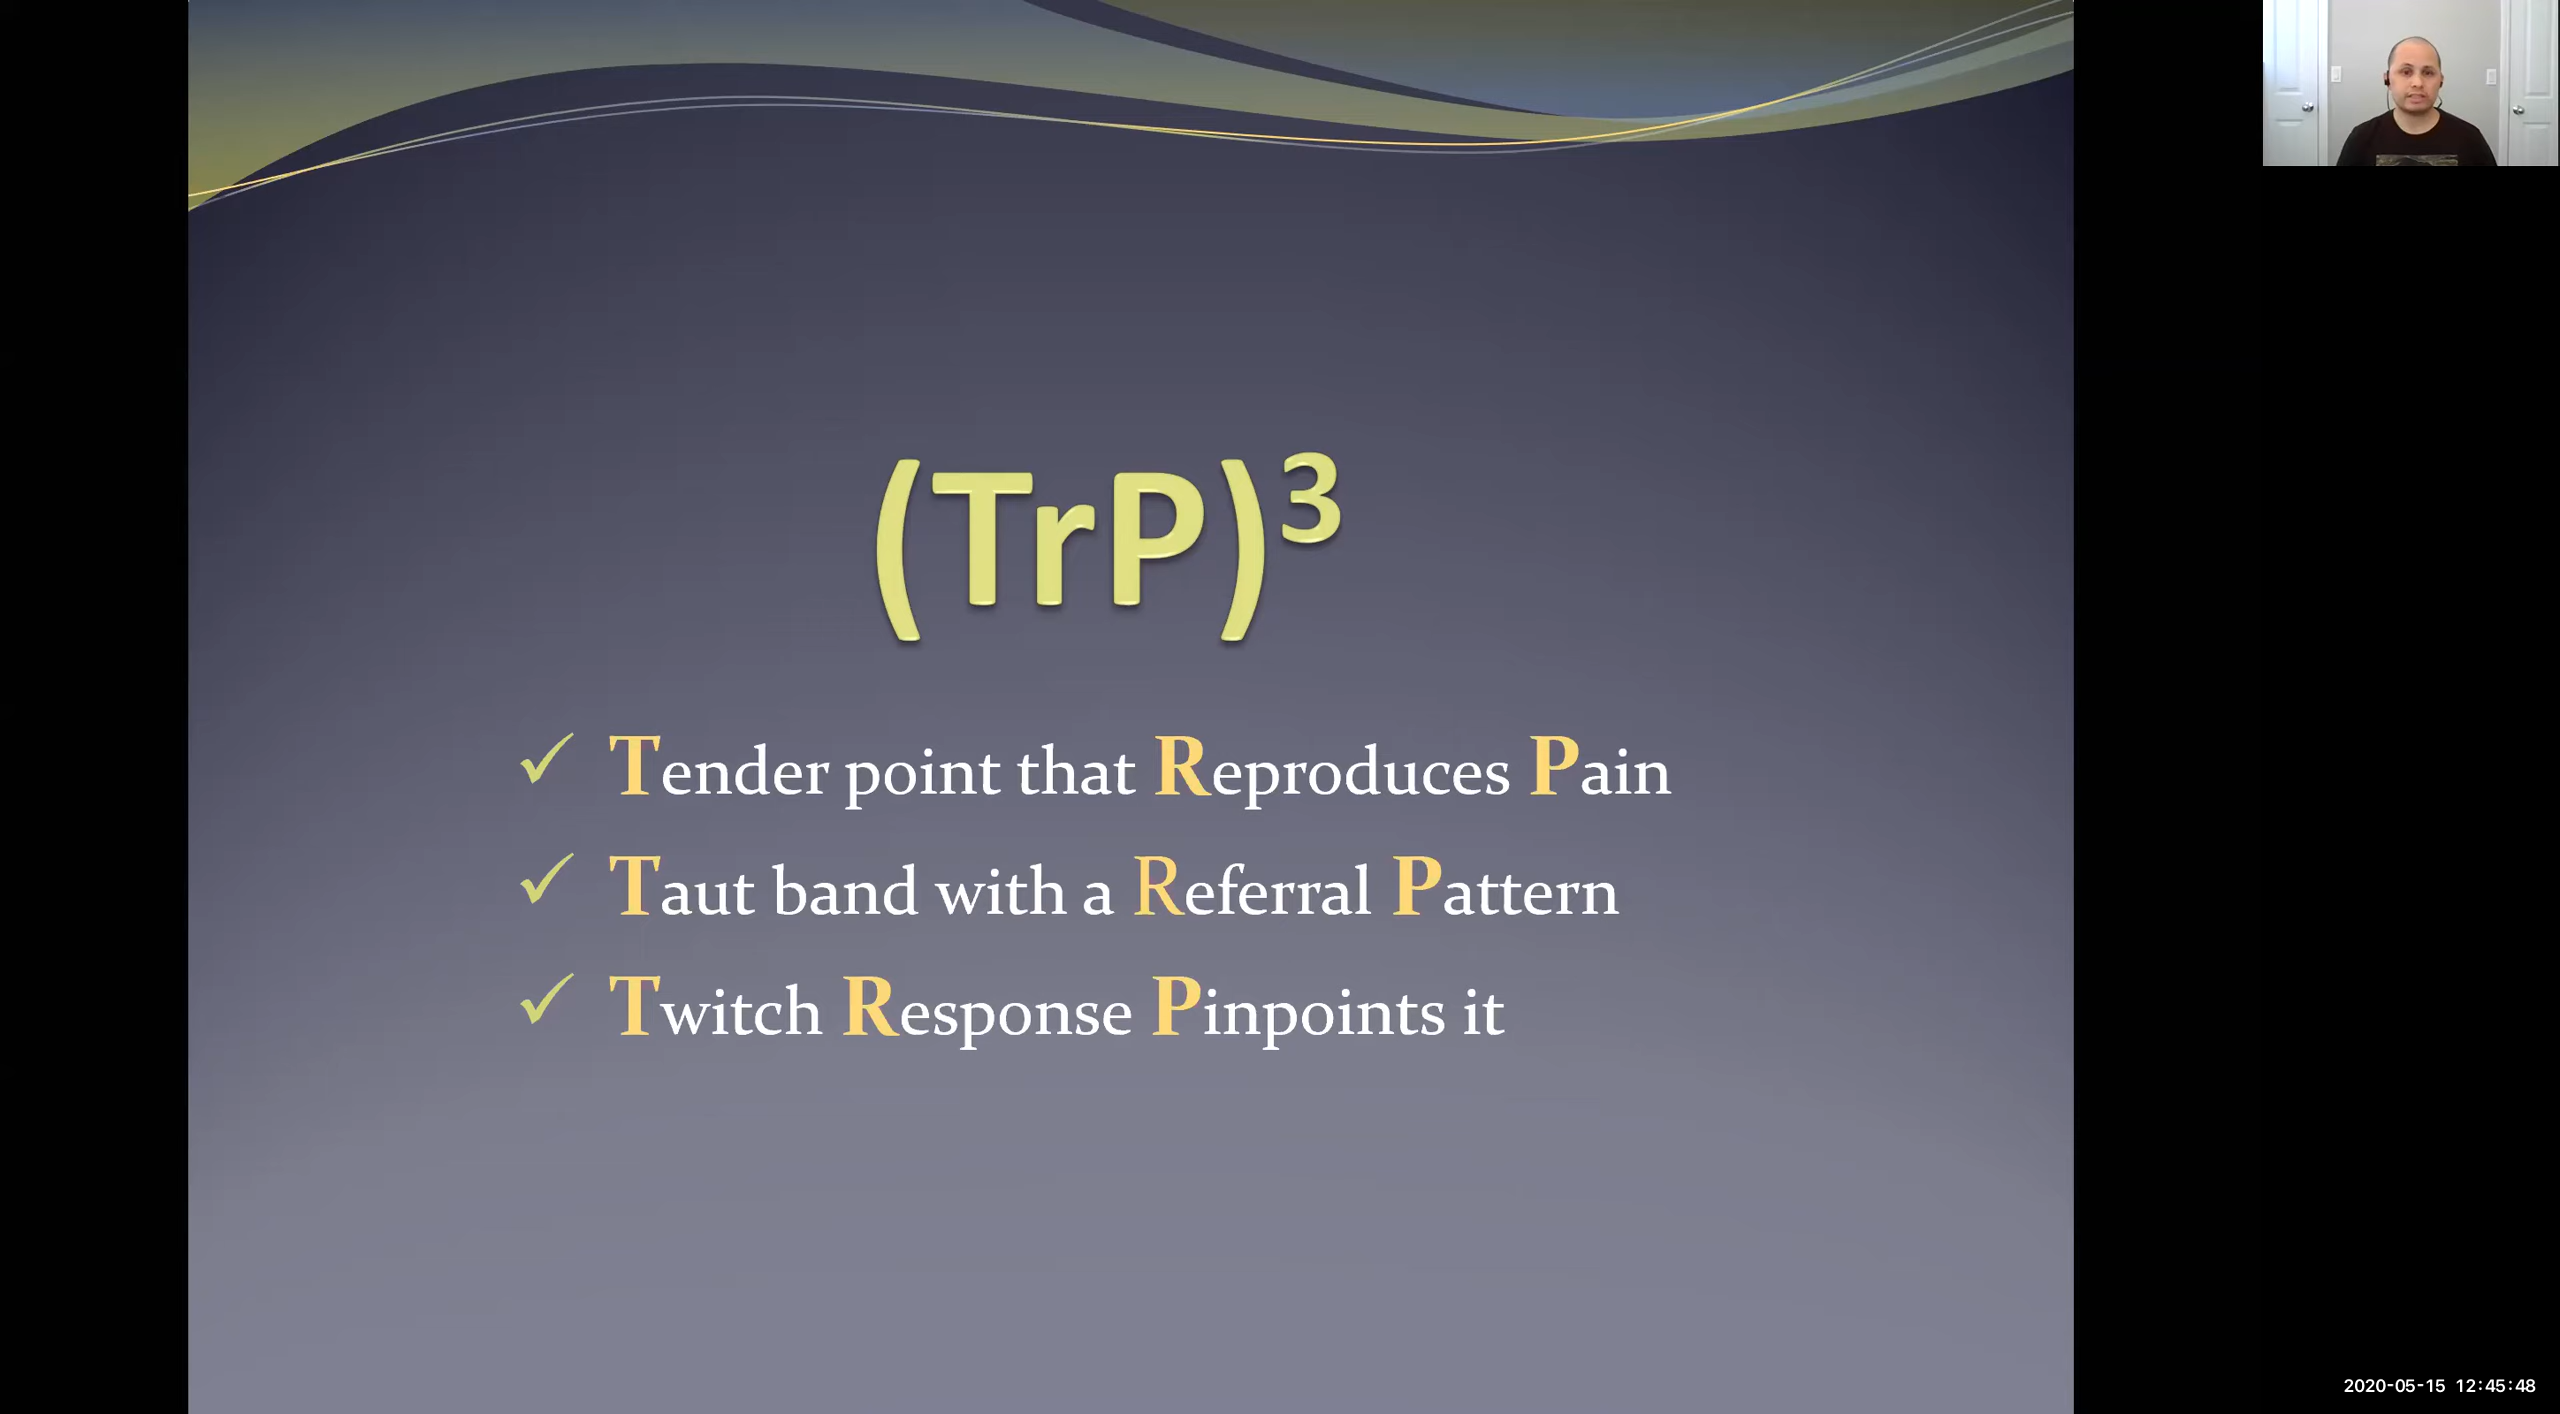 (TrP)³
✓ Tender point that Reproduces Pain
✓ Taut band with a Referral Pattern
✓ Twitch Response Pinpoints it
2020-05-15 12:45:48